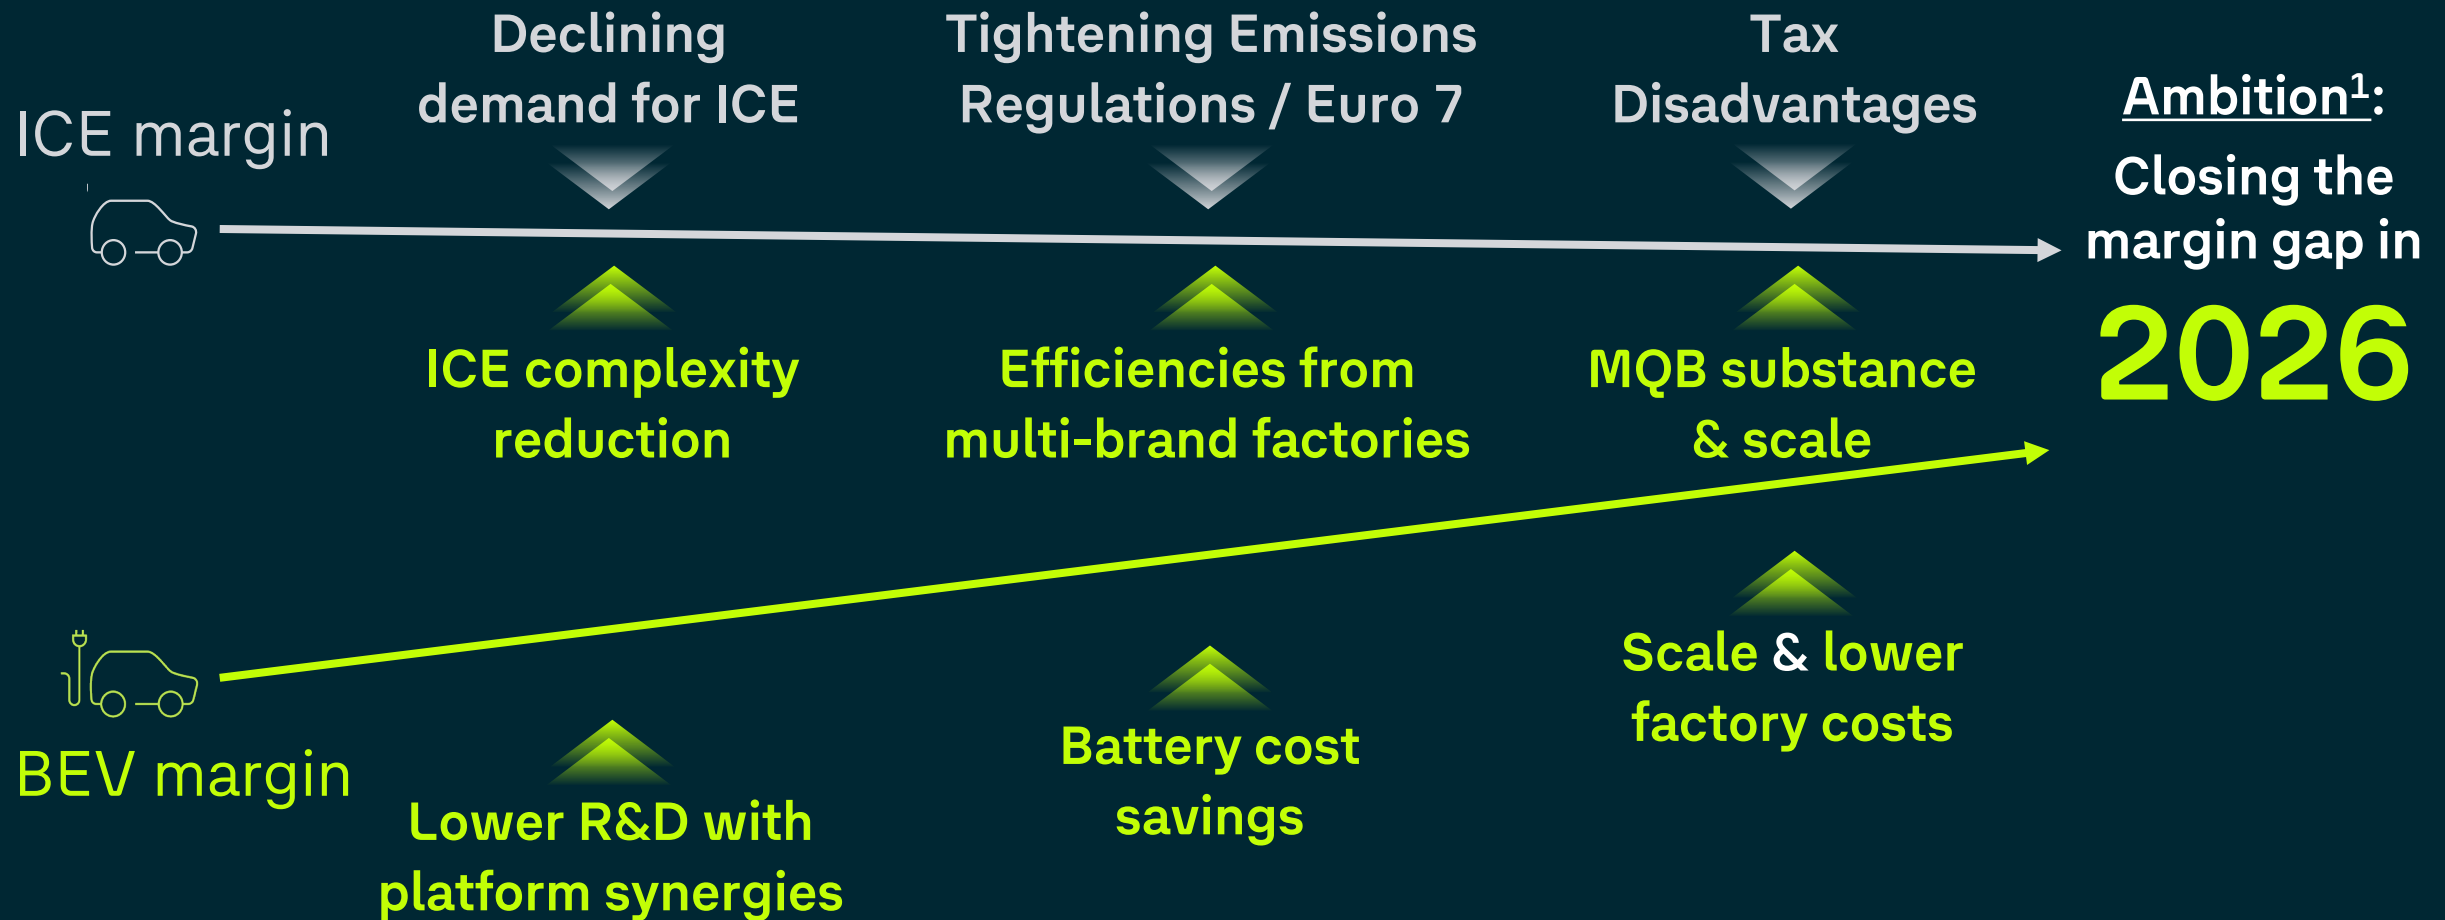 Declining
demand for ICE
Tightening Emissions
Regulations / Euro 7
Tax
Disadvantages
ICE margin
Ambition¹:
Closing the
margin gap in
2026
ICE complexity
reduction
Efficiencies from
multi-brand factories
MQB substance
& scale
BEV margin
Lower R&D with
platform synergies
Battery cost
savings
Scale & lower
factory costs